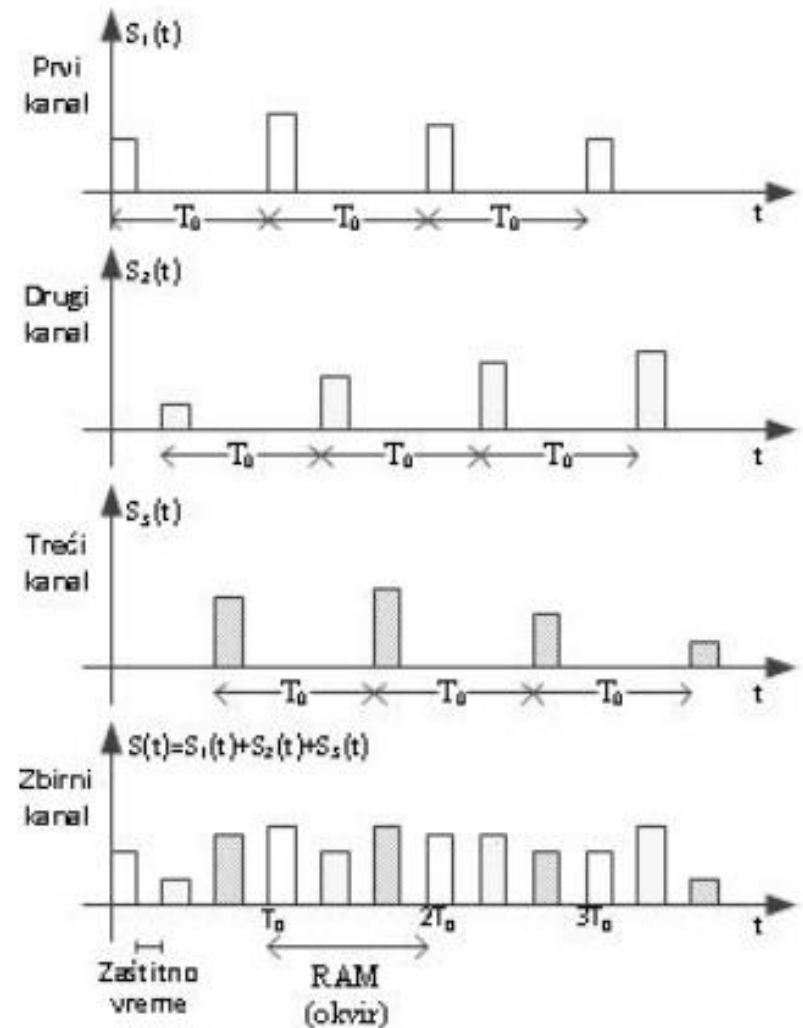 S₁(t)
Prvi
kanal
T₀ T₀ T₀ t
S₂(t)
Drugi
kanal
T₀ T₀ T₀ t
S₃(t)
Treći
kanal
T₀ T₀ T₀ t
S(t)=S₁(t)+S₂(t)+S₃(t)
Zbirni
kanal
T₀ 2T₀ 3T₀ t
Zaštitno
vreme
RAM
(okvir)